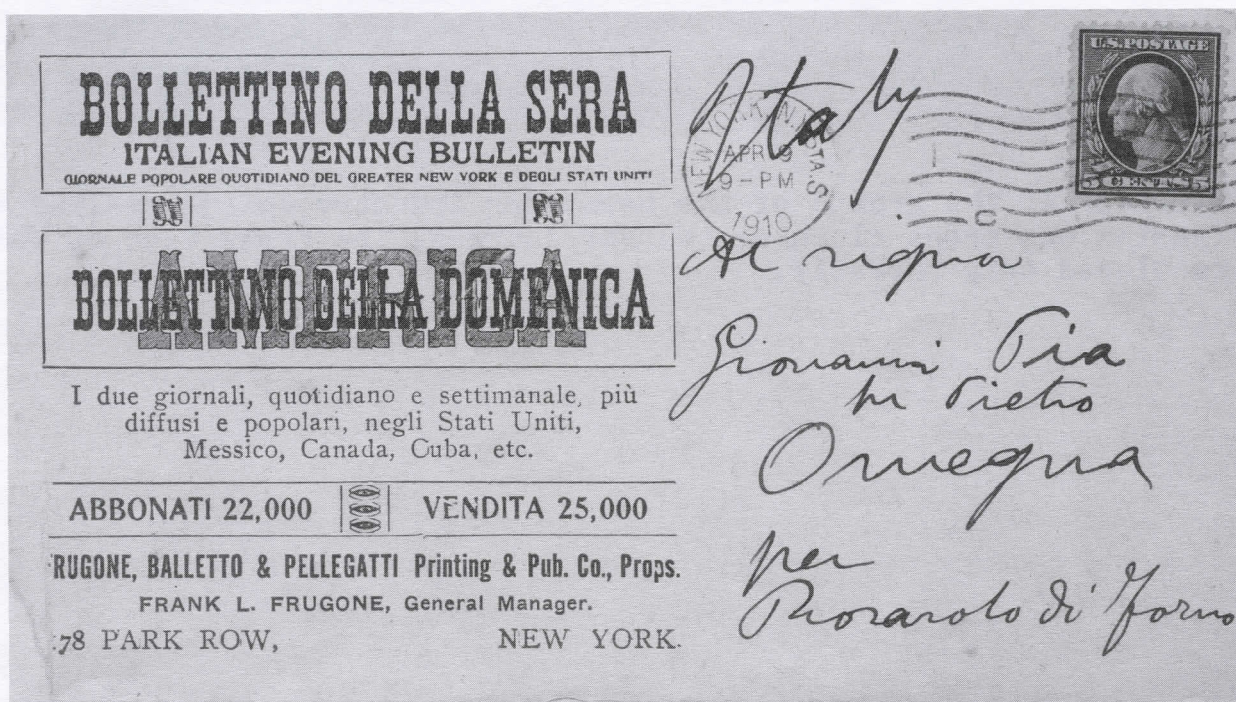 BOLLETTINO DELLA SERA
ITALIAN EVENING BULLETIN
GIORNALE POPOLARE QUOTIDIANO DEL GREATER NEW YORK E DEGLI STATI UNITI
AMERICA
BOLLETTINO DELLA DOMENICA
I due giornali, quotidiano e settimanale, più
diffusi e popolari, negli Stati Uniti,
Messico, Canada, Cuba, etc.
ABBONATI 22,000 VENDITA 25,000
RUGONE, BALLETTO & PELLEGATTI Printing & Pub. Co., Props.
FRANK L. FRUGONE, General Manager.
78 PARK ROW, NEW YORK.
Italy
NEW YORK, N.Y. STA. S
APR 9
9-PM
1910
C
U.S. POSTAGE
5 CENTS 5
Al signor
Giovanni Pia
fu Pietro
Omegna
per
di Forno